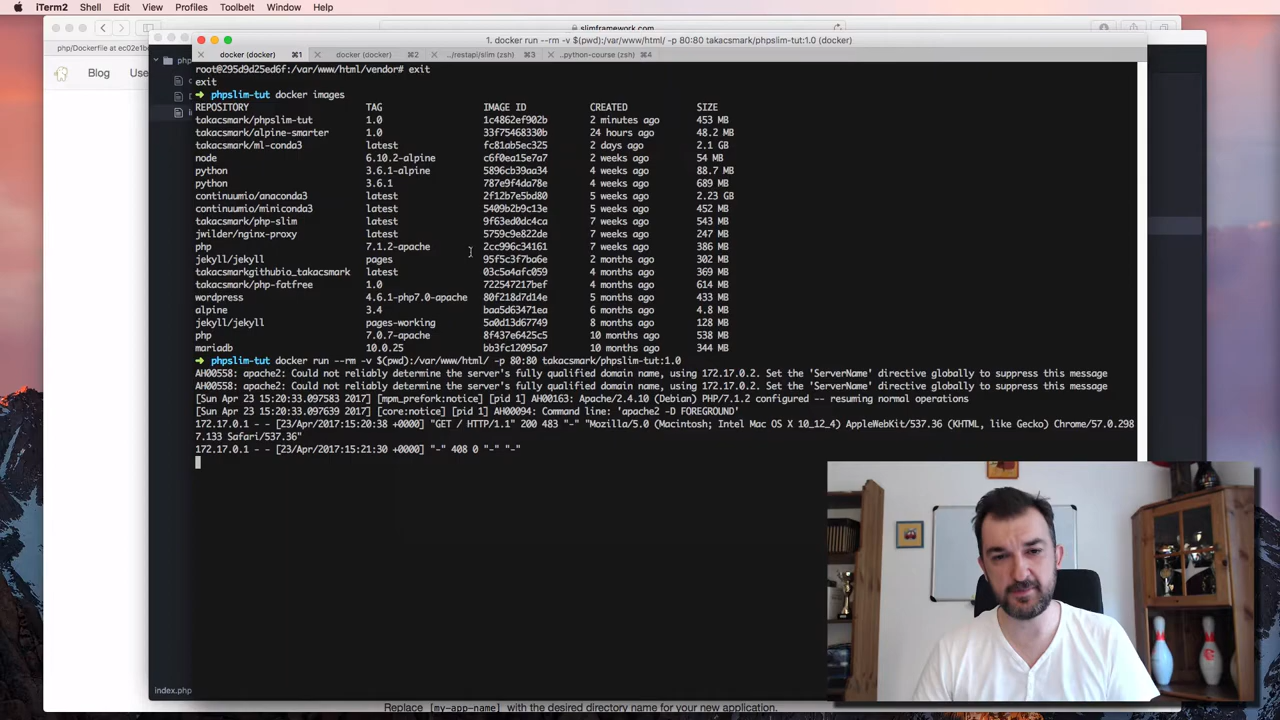 iTerm2 Shell Edit View Profiles Toolbelt Window Help
slimframework.com
php/Dockerfile at ec02e1be
1. docker run --rm -v $(pwd):/var/www/html/ -p 80:80 takacsmark/phpslim-tut:1.0 (docker)
docker (docker) ⌘1 docker (docker) ⌘2 ../restapi/slim (zsh) ⌘3 ..python-course (zsh) ⌘4
Blog
Use
php
root@295d9d25ed6f:/var/www/html/vendor# exit
exit
➜ phpslim-tut docker images
REPOSITORY TAG IMAGE ID CREATED SIZE
takacsmark/phpslim-tut 1.0 1c4862ef902b 2 minutes ago 453 MB
takacsmark/alpine-smarter 1.0 33f75468330b 24 hours ago 48.2 MB
takacsmark/ml-conda3 latest fc81ab5ec325 2 days ago 2.1 GB
node 6.10.2-alpine c6f0ea15e7a7 2 weeks ago 54 MB
python 3.6.1-alpine 5896cb39aa34 4 weeks ago 88.7 MB
python 3.6.1 787e9f4da78e 4 weeks ago 689 MB
continuumio/anaconda3 latest 2f12b7e5bd80 5 weeks ago 2.23 GB
continuumio/miniconda3 latest 5409b2b9c13e 5 weeks ago 452 MB
takacsmark/php-slim latest 9f63ed0dc4ca 7 weeks ago 543 MB
jwilder/nginx-proxy latest 5759c9e822de 7 weeks ago 247 MB
php 7.1.2-apache 2cc996c34161 7 weeks ago 386 MB
jekyll/jekyll pages 95f5c3f7ba6e 2 months ago 302 MB
takacsmarkgithubio_takacsmark latest 03c5a4afc059 4 months ago 369 MB
takacsmark/php-fatfree 1.0 722547217bef 4 months ago 614 MB
wordpress 4.6.1-php7.0-apache 80f218d7d14e 5 months ago 433 MB
alpine 3.4 baa5d63471ea 6 months ago 4.8 MB
jekyll/jekyll pages-working 5a0d13d67749 8 months ago 128 MB
php 7.0.7-apache 8f437e6425c5 10 months ago 538 MB
mariadb 10.0.25 bb3fc12095a7 10 months ago 344 MB
➜ phpslim-tut docker run --rm -v $(pwd):/var/www/html/ -p 80:80 takacsmark/phpslim-tut:1.0
AH00558: apache2: Could not reliably determine the server's fully qualified domain name, using 172.17.0.2. Set the 'ServerName' directive globally to suppress this message
AH00558: apache2: Could not reliably determine the server's fully qualified domain name, using 172.17.0.2. Set the 'ServerName' directive globally to suppress this message
[Sun Apr 23 15:20:33.097583 2017] [mpm_prefork:notice] [pid 1] AH00163: Apache/2.4.10 (Debian) PHP/7.1.2 configured -- resuming normal operations
[Sun Apr 23 15:20:33.097639 2017] [core:notice] [pid 1] AH00094: Command line: 'apache2 -D FOREGROUND'
172.17.0.1 - - [23/Apr/2017:15:20:38 +0000] "GET / HTTP/1.1" 200 483 "-" "Mozilla/5.0 (Macintosh; Intel Mac OS X 10_12_4) AppleWebKit/537.36 (KHTML, like Gecko) Chrome/57.0.298
7.133 Safari/537.36"
172.17.0.1 - - [23/Apr/2017:15:21:30 +0000] "-" 408 0 "-" "-"
index.php
Replace [my-app-name] with the desired directory name for your new application.